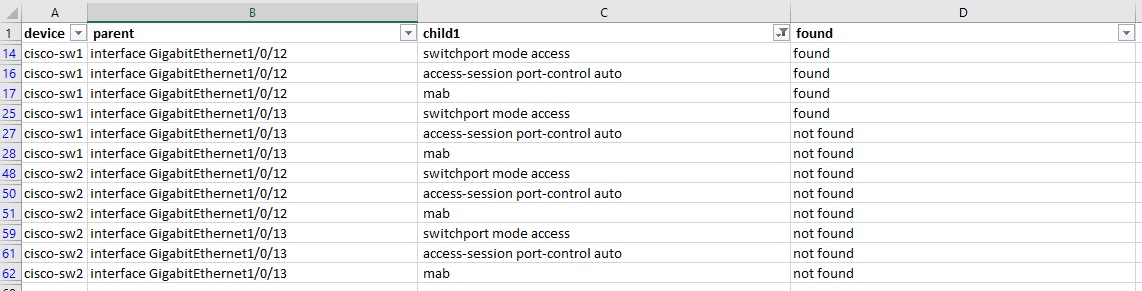 A B C D
1 device parent child1 found
14 cisco-sw1 interface GigabitEthernet1/0/12 switchport mode access found
16 cisco-sw1 interface GigabitEthernet1/0/12 access-session port-control auto found
17 cisco-sw1 interface GigabitEthernet1/0/12 mab found
25 cisco-sw1 interface GigabitEthernet1/0/13 switchport mode access found
27 cisco-sw1 interface GigabitEthernet1/0/13 access-session port-control auto not found
28 cisco-sw1 interface GigabitEthernet1/0/13 mab not found
48 cisco-sw2 interface GigabitEthernet1/0/12 switchport mode access not found
50 cisco-sw2 interface GigabitEthernet1/0/12 access-session port-control auto not found
51 cisco-sw2 interface GigabitEthernet1/0/12 mab not found
59 cisco-sw2 interface GigabitEthernet1/0/13 switchport mode access not found
61 cisco-sw2 interface GigabitEthernet1/0/13 access-session port-control auto not found
62 cisco-sw2 interface GigabitEthernet1/0/13 mab not found